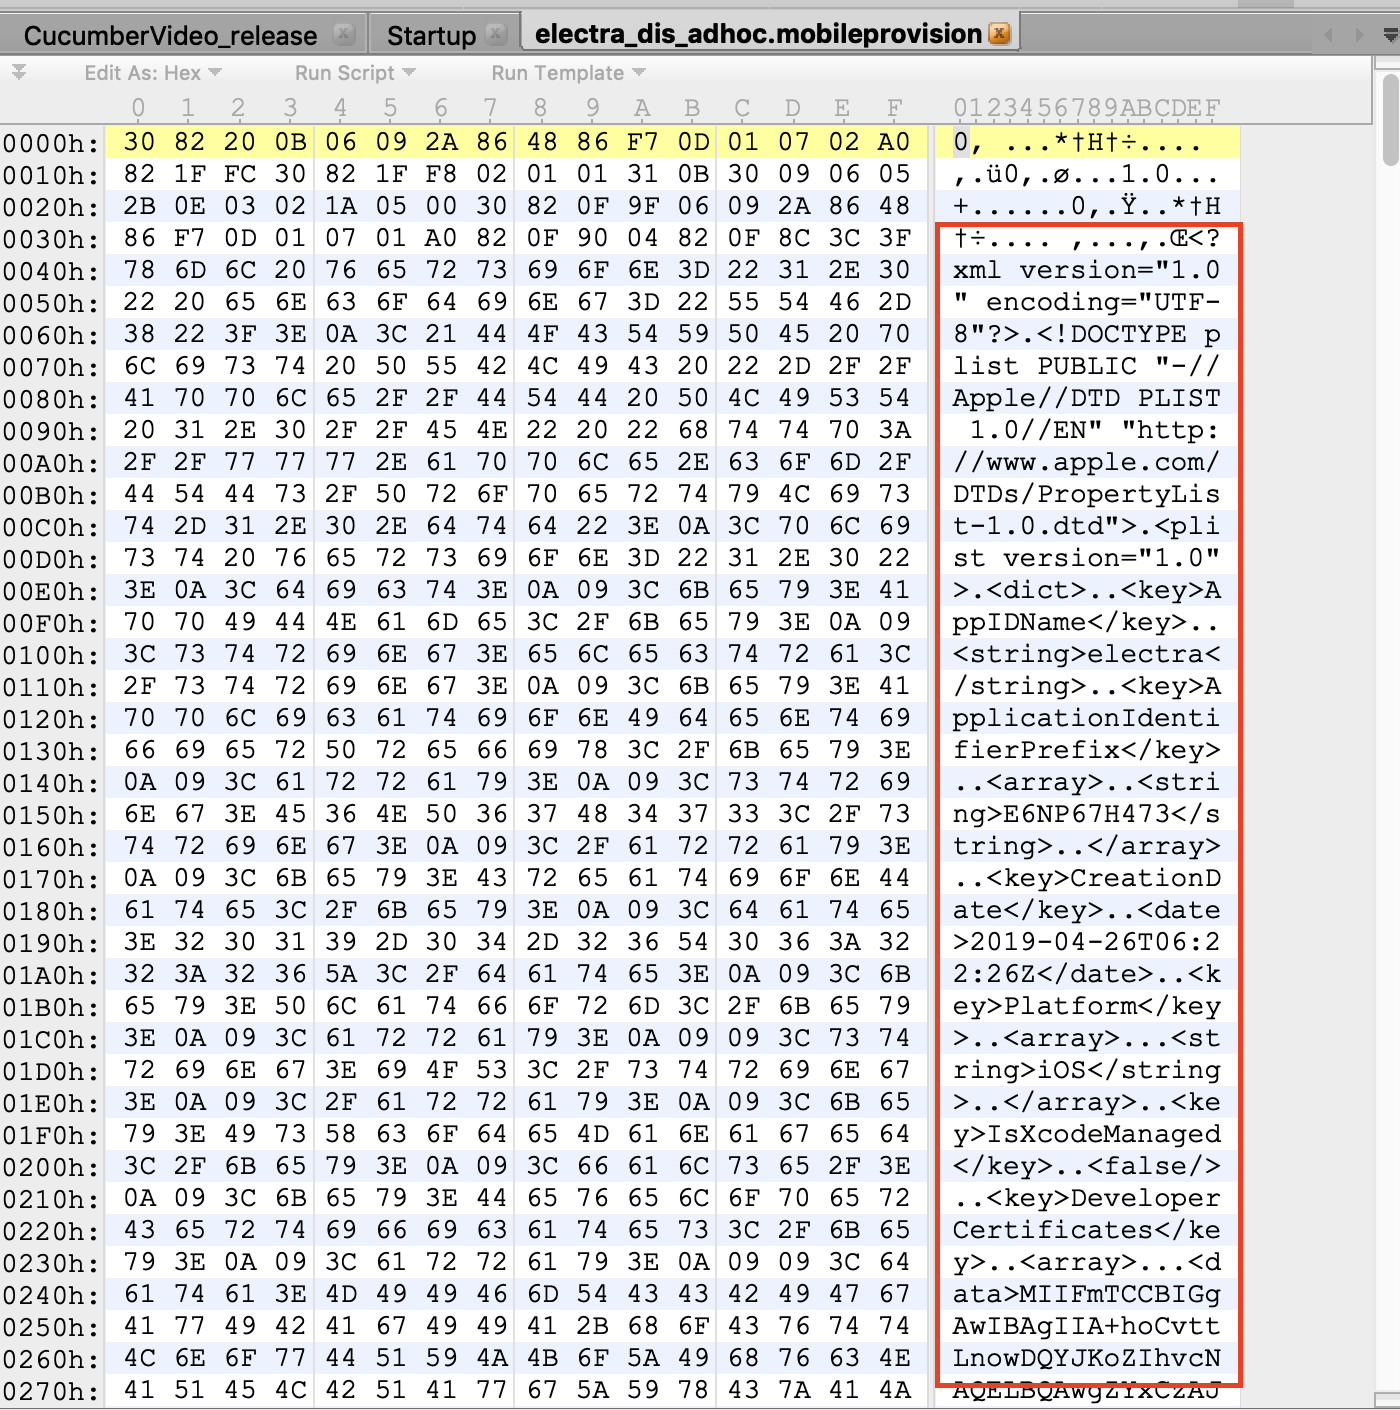 CucumberVideo_release Startup electra_dis_adhoc.mobileprovision
Edit As: Hex Run Script Run Template
0 1 2 3 4 5 6 7 8 9 A B C D E F 0123456789ABCDEF
0000h: 30 82 20 0B 06 09 2A 86 48 86 F7 0D 01 07 02 A0 0‚ ...*†H†÷....
0010h: 82 1F FC 30 82 1F F8 02 01 01 31 0B 30 09 06 05 ‚.ü0‚.ø...1.0...
0020h: 2B 0E 03 02 1A 05 00 30 82 0F 9F 06 09 2A 86 48 +......0‚.Ÿ..*†H
0030h: 86 F7 0D 01 07 01 A0 82 0F 90 04 82 0F 8C 3C 3F †÷.... ‚...‚.Œ<?
0040h: 78 6D 6C 20 76 65 72 73 69 6F 6E 3D 22 31 2E 30 xml version="1.0
0050h: 22 20 65 6E 63 6F 64 69 6E 67 3D 22 55 54 46 2D " encoding="UTF-
0060h: 38 22 3F 3E 0A 3C 21 44 4F 43 54 59 50 45 20 70 8"?>.<!DOCTYPE p
0070h: 6C 69 73 74 20 50 55 42 4C 49 43 20 22 2D 2F 2F list PUBLIC "-//
0080h: 41 70 70 6C 65 2F 2F 44 54 44 20 50 4C 49 53 54 Apple//DTD PLIST
0090h: 20 31 2E 30 2F 2F 45 4E 22 20 22 68 74 74 70 3A  1.0//EN" "http:
00A0h: 2F 2F 77 77 77 2E 61 70 70 6C 65 2E 63 6F 6D 2F //www.apple.com/
00B0h: 44 54 44 73 2F 50 72 6F 70 65 72 74 79 4C 69 73 DTDs/PropertyLis
00C0h: 74 2D 31 2E 30 2E 64 74 64 22 3E 0A 3C 70 6C 69 t-1.0.dtd">.<pli
00D0h: 73 74 20 76 65 72 73 69 6F 6E 3D 22 31 2E 30 22 st version="1.0"
00E0h: 3E 0A 3C 64 69 63 74 3E 0A 09 3C 6B 65 79 3E 41 >.<dict>..<key>A
00F0h: 70 70 49 44 4E 61 6D 65 3C 2F 6B 65 79 3E 0A 09 ppIDName</key>..
0100h: 3C 73 74 72 69 6E 67 3E 65 6C 65 63 74 72 61 3C <string>electra<
0110h: 2F 73 74 72 69 6E 67 3E 0A 09 3C 6B 65 79 3E 41 /string>..<key>A
0120h: 70 70 6C 69 63 61 74 69 6F 6E 49 64 65 6E 74 69 pplicationIdenti
0130h: 66 69 65 72 50 72 65 66 69 78 3C 2F 6B 65 79 3E fierPrefix</key>
0140h: 0A 09 3C 61 72 72 61 79 3E 0A 09 3C 73 74 72 69 ..<array>..<stri
0150h: 6E 67 3E 45 36 4E 50 36 37 48 34 37 33 3C 2F 73 ng>E6NP67H473</s
0160h: 74 72 69 6E 67 3E 0A 09 3C 2F 61 72 72 61 79 3E tring>..</array>
0170h: 0A 09 3C 6B 65 79 3E 43 72 65 61 74 69 6F 6E 44 ..<key>CreationD
0180h: 61 74 65 3C 2F 6B 65 79 3E 0A 09 3C 64 61 74 65 ate</key>..<date
0190h: 3E 32 30 31 39 2D 30 34 2D 32 36 54 30 36 3A 32 >2019-04-26T06:2
01A0h: 32 3A 32 36 5A 3C 2F 64 61 74 65 3E 0A 09 3C 6B 2:26Z</date>..<k
01B0h: 65 79 3E 50 6C 61 74 66 6F 72 6D 3C 2F 6B 65 79 ey>Platform</key
01C0h: 3E 0A 09 3C 61 72 72 61 79 3E 0A 09 09 3C 73 74 >..<array>...<st
01D0h: 72 69 6E 67 3E 69 4F 53 3C 2F 73 74 72 69 6E 67 ring>iOS</string
01E0h: 3E 0A 09 3C 2F 61 72 72 61 79 3E 0A 09 3C 6B 65 >..</array>..<ke
01F0h: 79 3E 49 73 58 63 6F 64 65 4D 61 6E 61 67 65 64 y>IsXcodeManaged
0200h: 3C 2F 6B 65 79 3E 0A 09 3C 66 61 6C 73 65 2F 3E </key>..<false/>
0210h: 0A 09 3C 6B 65 79 3E 44 65 76 65 6C 6F 70 65 72 ..<key>Developer
0220h: 43 65 72 74 69 66 69 63 61 74 65 73 3C 2F 6B 65 Certificates</ke
0230h: 79 3E 0A 09 3C 61 72 72 61 79 3E 0A 09 09 3C 64 y>..<array>...<d
0240h: 61 74 61 3E 4D 49 49 46 6D 54 43 43 42 49 47 67 ata>MIIFmTCCBIGg
0250h: 41 77 49 42 41 67 49 49 41 2B 68 6F 43 76 74 74 AwIBAgIIA+hoCvtt
0260h: 4C 6E 6F 77 44 51 59 4A 4B 6F 5A 49 68 76 63 4E LnowDQYJKoZIhvcN
0270h: 41 51 45 4C 42 51 41 77 67 5A 59 78 43 7A 41 4A AQELBQAwgZYxCzAJ